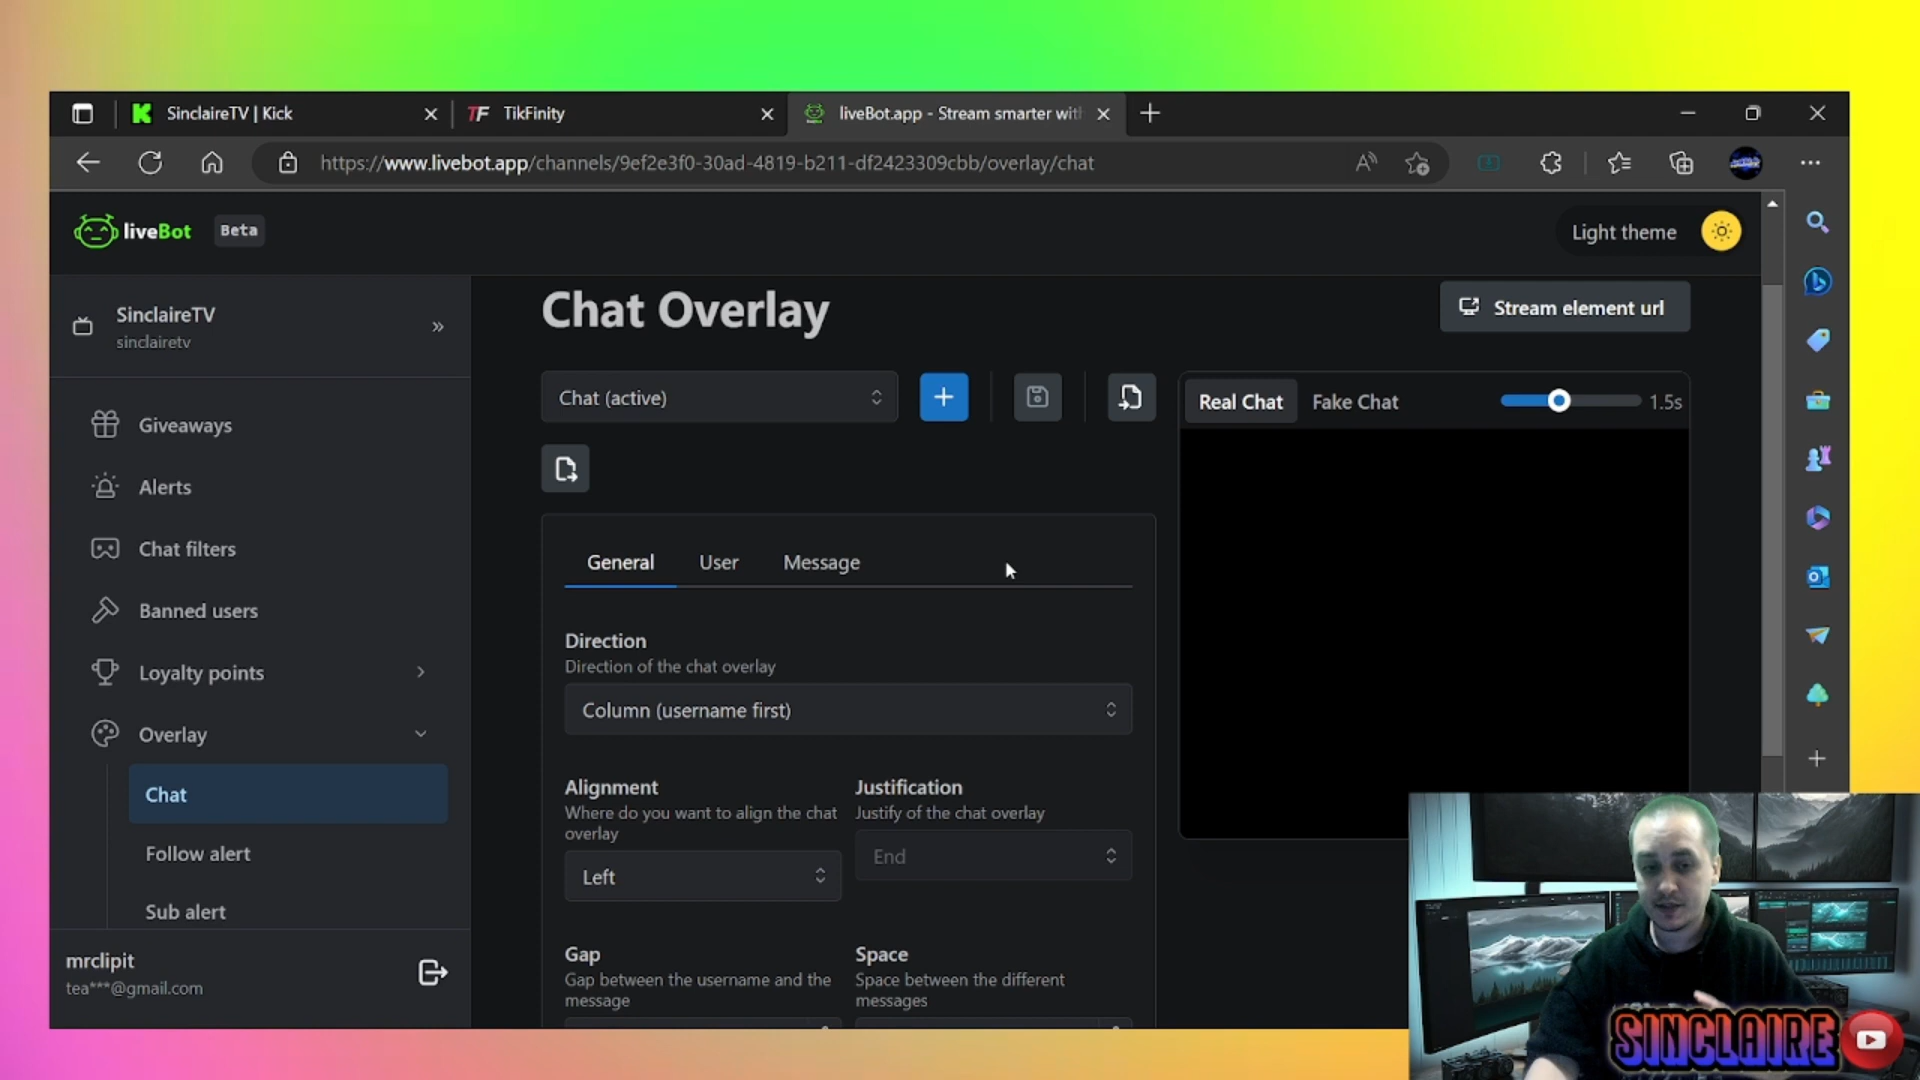 SinclaireTV | Kick
TF TikFinity
liveBot.app - Stream smarter wit
https://www.livebot.app/channels/9ef2e3f0-30ad-4819-b211-df2423309cbb/overlay/chat
liveBot Beta
Light theme
SinclaireTV
sinclairetv
Giveaways
Alerts
Chat filters
Banned users
Loyalty points
Overlay
Chat
Follow alert
Sub alert
mrclipit
tea***@gmail.com
Chat Overlay
Stream element url
Chat (active)
Real Chat
Fake Chat
1.5s
General
User
Message
Direction
Direction of the chat overlay
Column (username first)
Alignment
Where do you want to align the chat
overlay
Left
Justification
Justify of the chat overlay
End
Gap
Gap between the username and the
message
Space
Space between the different
messages
SINCLAIRE